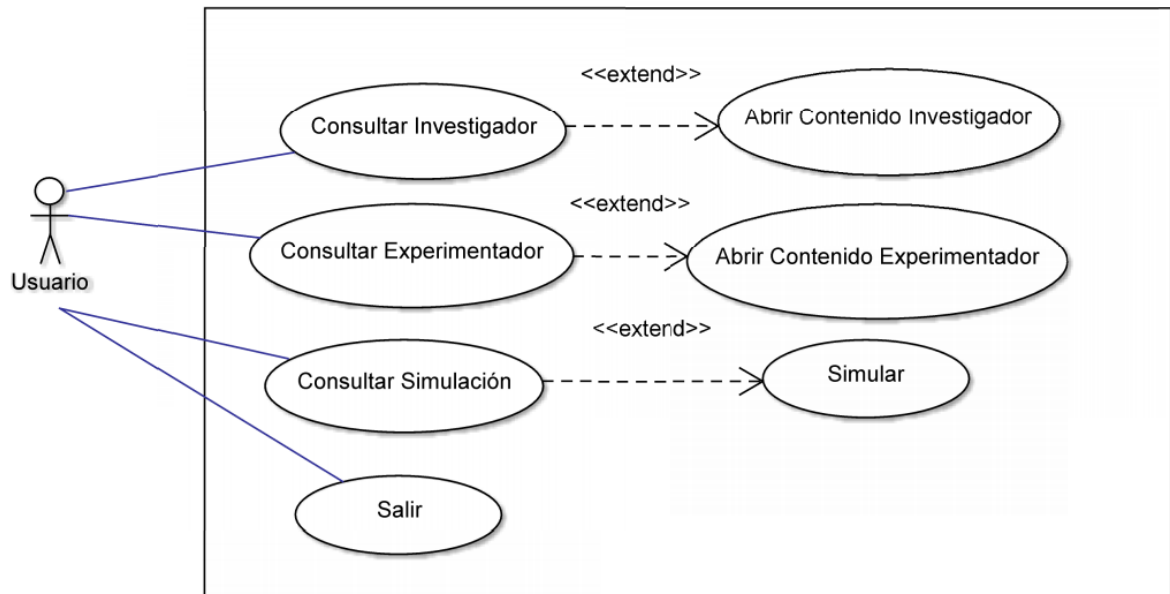 <<extend>>
Consultar Investigador
Abrir Contenido Investigador
<<extend>>
Usuario
Consultar Experimentador
Abrir Contenido Experimentador
<<extend>>
Consultar Simulación
Simular
Salir